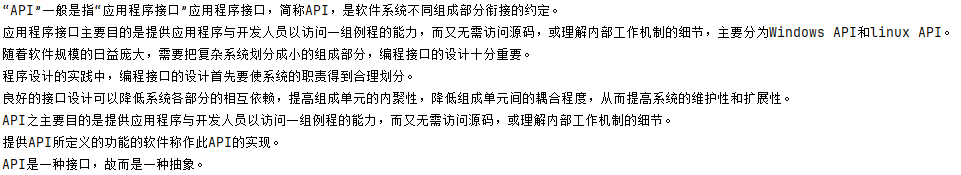 “API”一般是指“应用程序接口”应用程序接口，简称API，是软件系统不同组成部分衔接的约定。
应用程序接口主要目的是提供应用程序与开发人员以访问一组例程的能力，而又无需访问源码，或理解内部工作机制的细节，主要分为Windows API和linux API。
随着软件规模的日益庞大，需要把复杂系统划分成小的组成部分，编程接口的设计十分重要。
程序设计的实践中，编程接口的设计首先要使系统的职责得到合理划分。
良好的接口设计可以降低系统各部分的相互依赖，提高组成单元的内聚性，降低组成单元间的耦合程度，从而提高系统的维护性和扩展性。
API之主要目的是提供应用程序与开发人员以访问一组例程的能力，而又无需访问源码，或理解内部工作机制的细节。
提供API所定义的功能的软件称作此API的实现。
API是一种接口，故而是一种抽象。